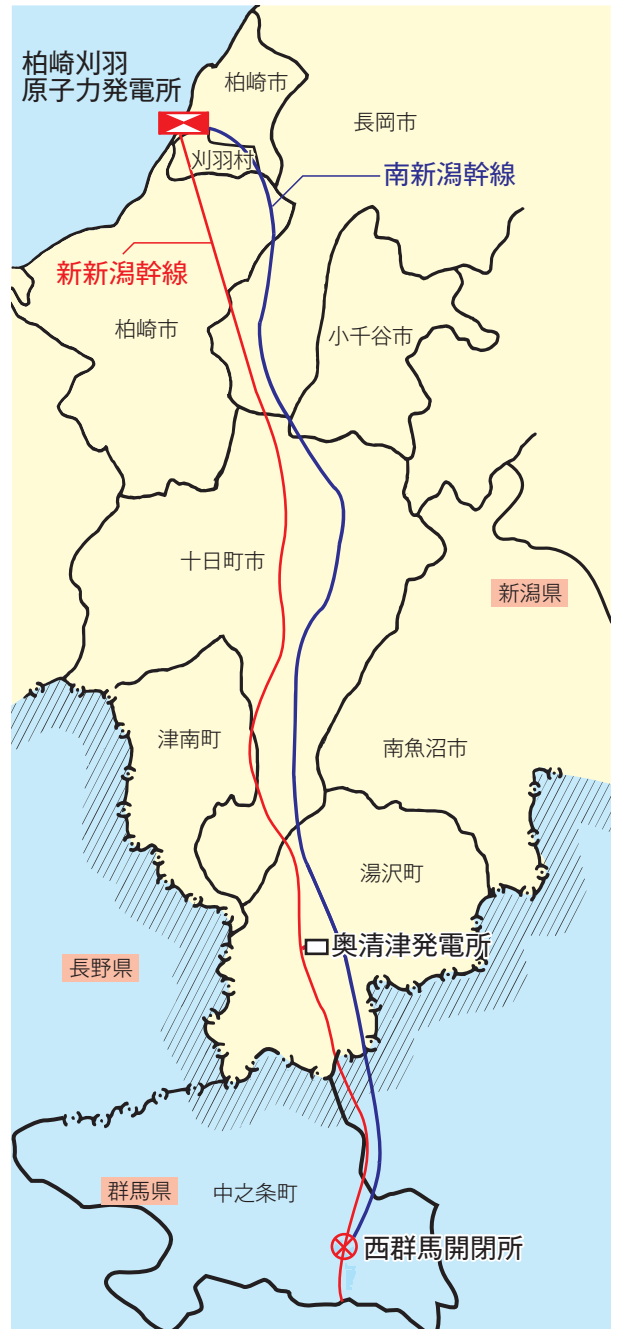 柏崎刈羽
原子力発電所
柏崎市
長岡市
刈羽村
南新潟幹線
新新潟幹線
柏崎市
小千谷市
十日町市
新潟県
津南町
南魚沼市
湯沢町
奥清津発電所
長野県
群馬県
中之条町
西群馬開閉所